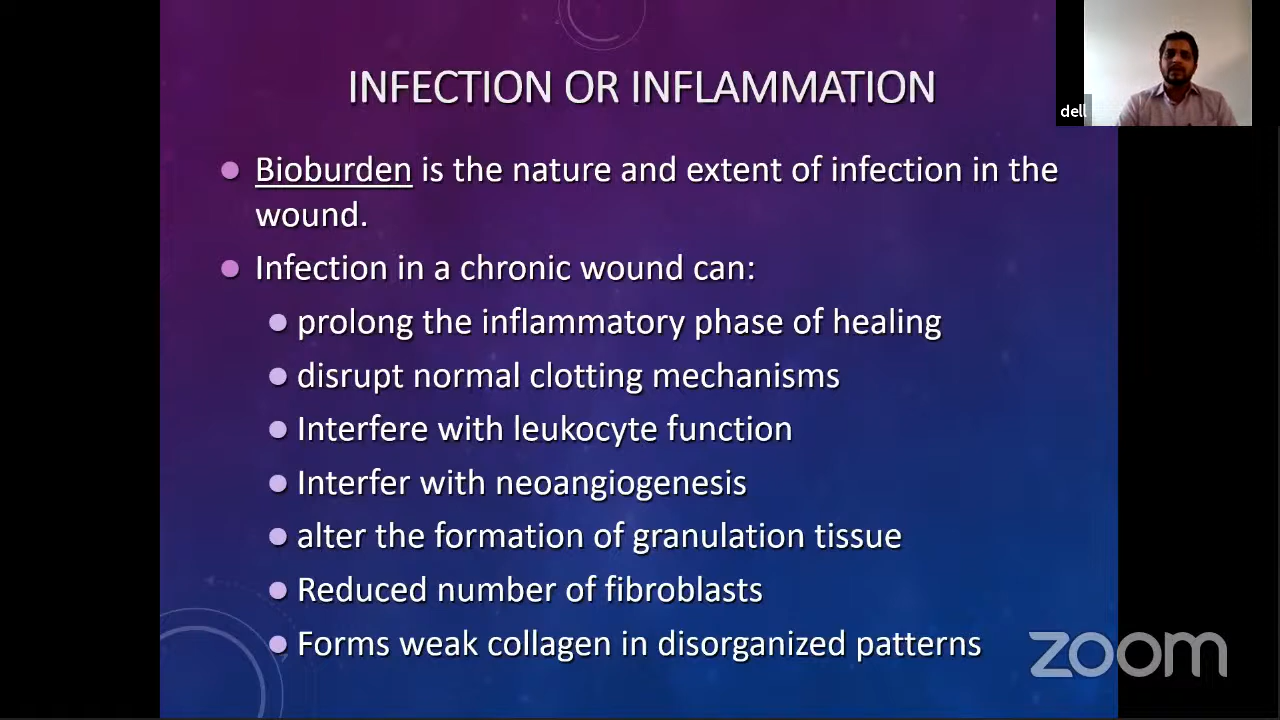 INFECTION OR INFLAMMATION
dell
Bioburden is the nature and extent of infection in the
wound.
Infection in a chronic wound can:
prolong the inflammatory phase of healing
disrupt normal clotting mechanisms
Interfere with leukocyte function
Interfer with neoangiogenesis
alter the formation of granulation tissue
Reduced number of fibroblasts
Forms weak collagen in disorganized patterns
zoom